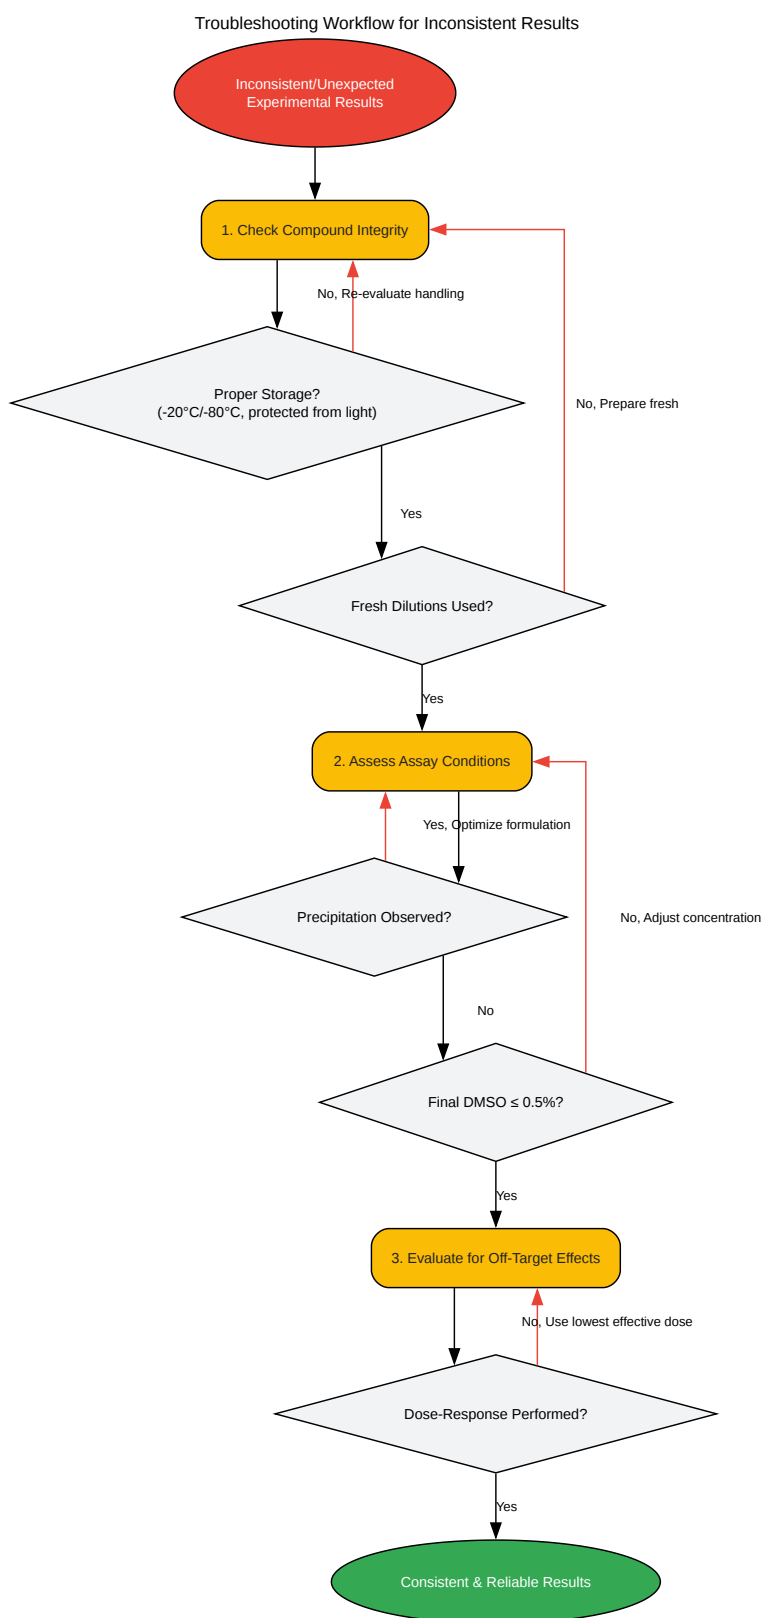 Troubleshooting Workflow for Inconsistent Results
Inconsistent/Unexpected
Experimental Results
1. Check Compound Integrity
No, Re-evaluate handling
Proper Storage?
(-20°C/-80°C, protected from light)
No, Prepare fresh
Yes
Fresh Dilutions Used?
Yes
2. Assess Assay Conditions
Yes, Optimize formulation
Precipitation Observed?
No, Adjust concentration
No
Final DMSO ≤ 0.5%?
Yes
3. Evaluate for Off-Target Effects
No, Use lowest effective dose
Dose-Response Performed?
Yes
Consistent & Reliable Results